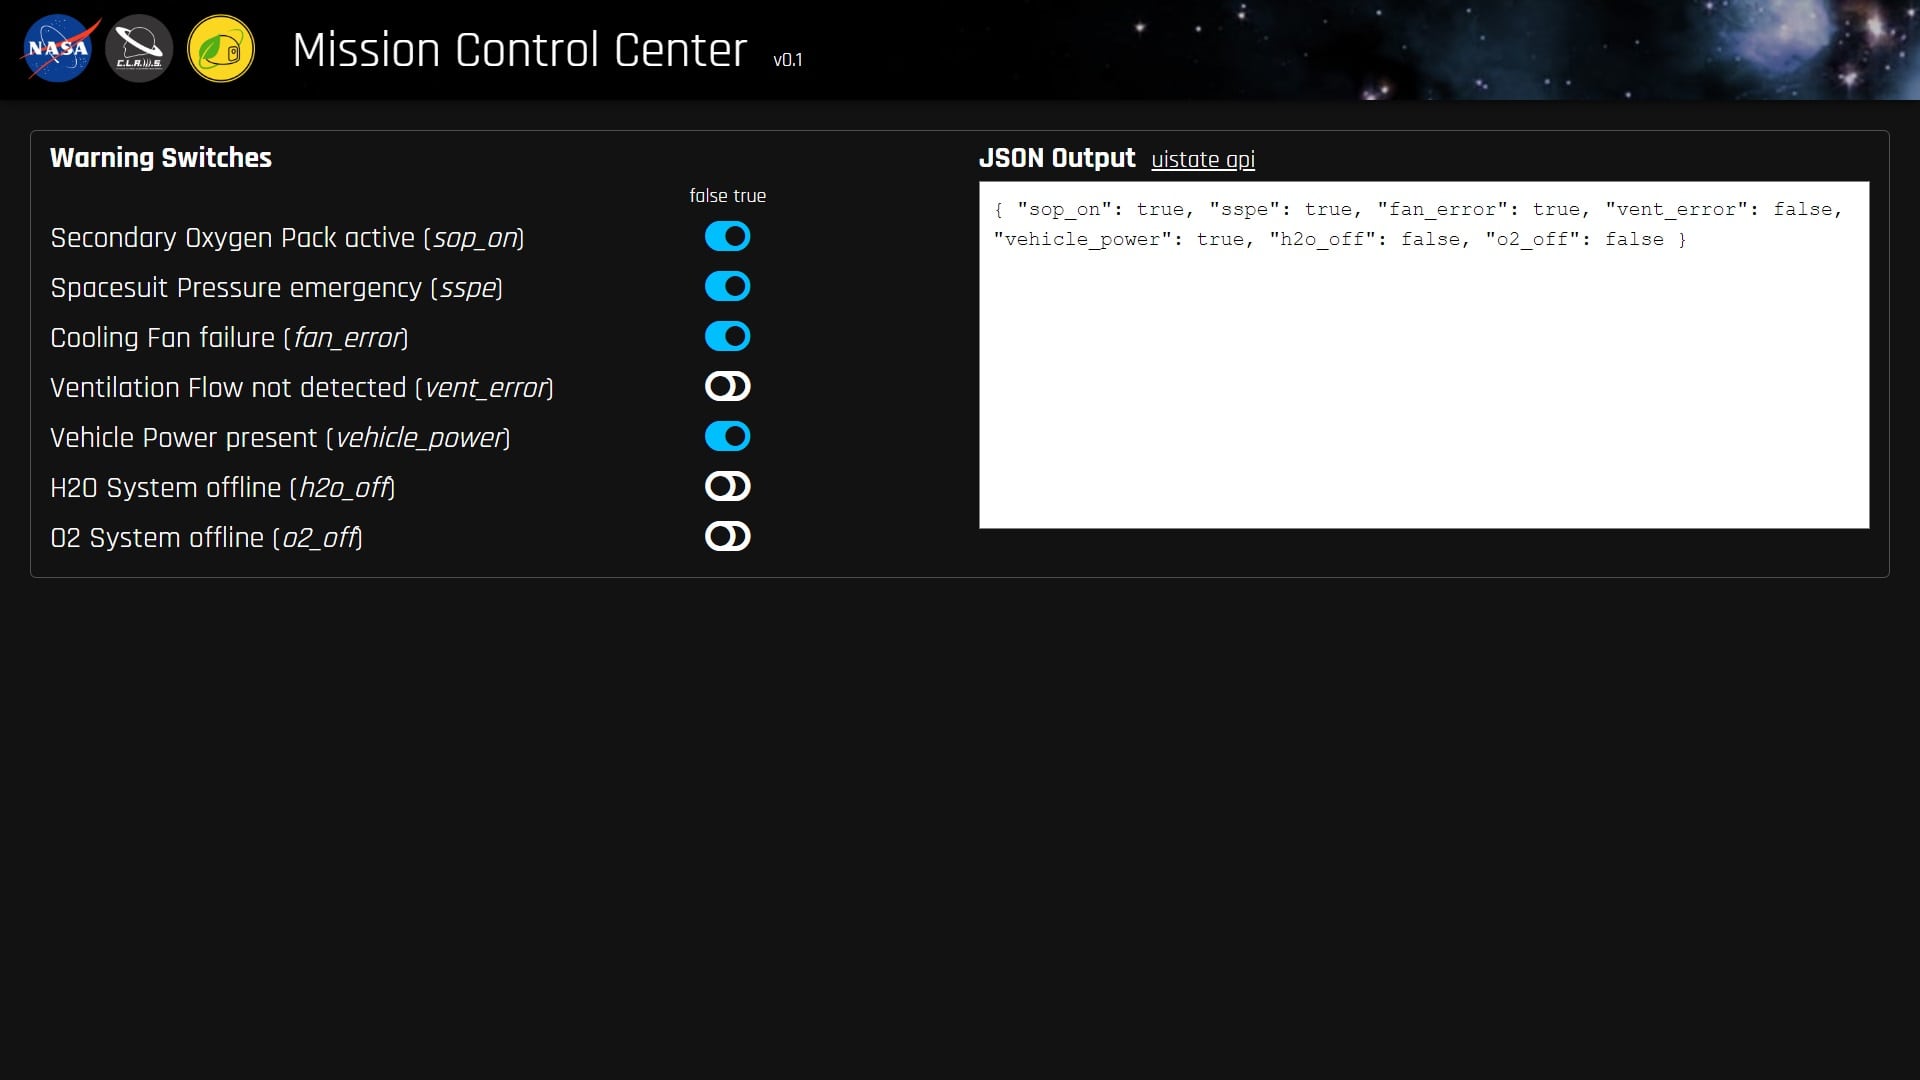 NASA
C.L.A.W.S.
Mission Control Center v0.1
Warning Switches
false true
Secondary Oxygen Pack active (sop_on)
Spacesuit Pressure emergency (sspe)
Cooling Fan failure (fan_error)
Ventilation Flow not detected (vent_error)
Vehicle Power present (vehicle_power)
H2O System offline (h2o_off)
O2 System offline (o2_off)
JSON Output uistate api
{ "sop_on": true, "sspe": true, "fan_error": true, "vent_error": false,
"vehicle_power": true, "h2o_off": false, "o2_off": false }